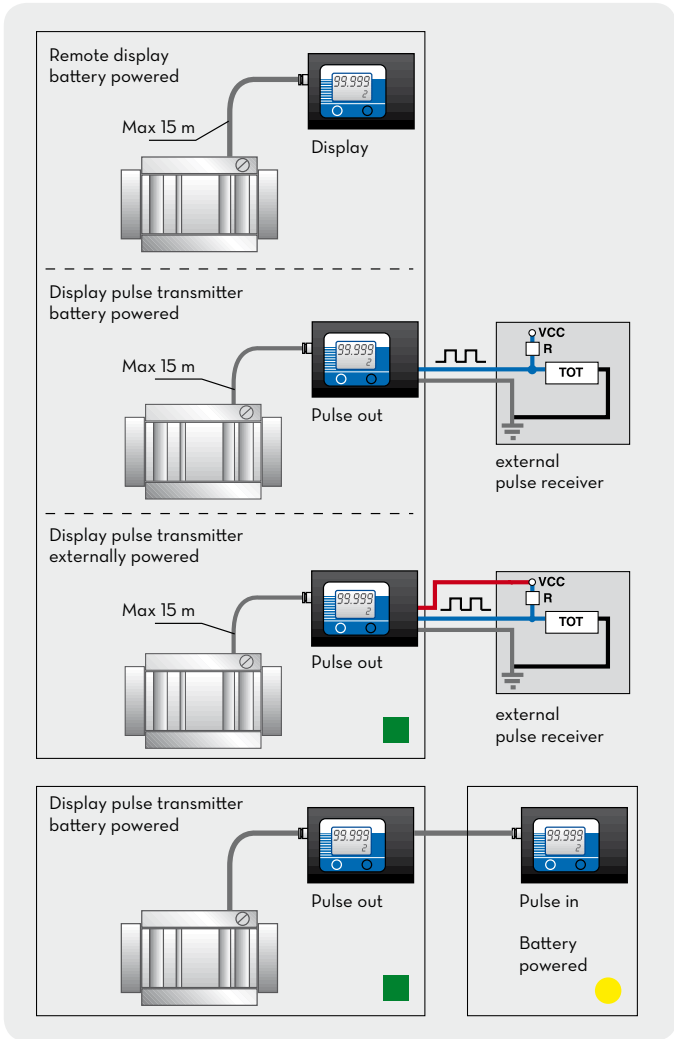 Remote display
battery powered
99.999
2
Max 15 m
Display
Display pulse transmitter
battery powered
99.999
2
Max 15 m
Pulse out
VCC
R
TOT
external
pulse receiver
Display pulse transmitter
externally powered
99.999
2
Max 15 m
Pulse out
VCC
R
TOT
external
pulse receiver
Display pulse transmitter
battery powered
99.999
2
Pulse out
99.999
2
Pulse in
Battery
powered